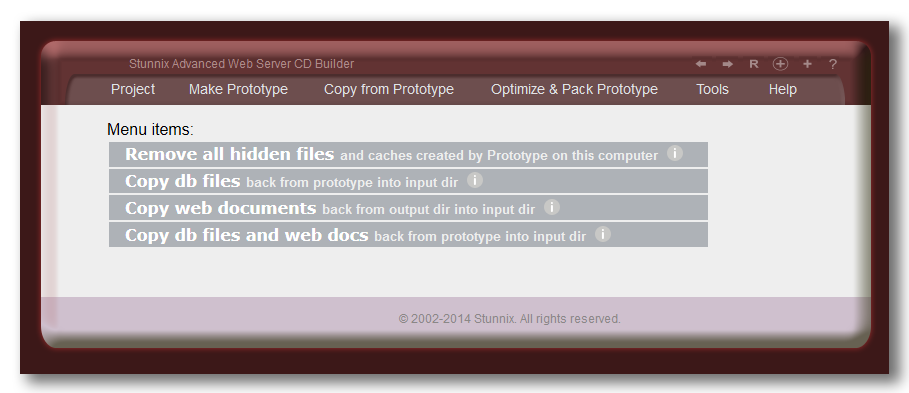 Stunnix Advanced Web Server CD Builder R + ?
Project Make Prototype Copy from Prototype Optimize & Pack Prototype Tools Help
Menu items:
Remove all hidden files and caches created by Prototype on this computer i
Copy db files back from prototype into input dir i
Copy web documents back from output dir into input dir i
Copy db files and web docs back from prototype into input dir i
© 2002-2014 Stunnix. All rights reserved.